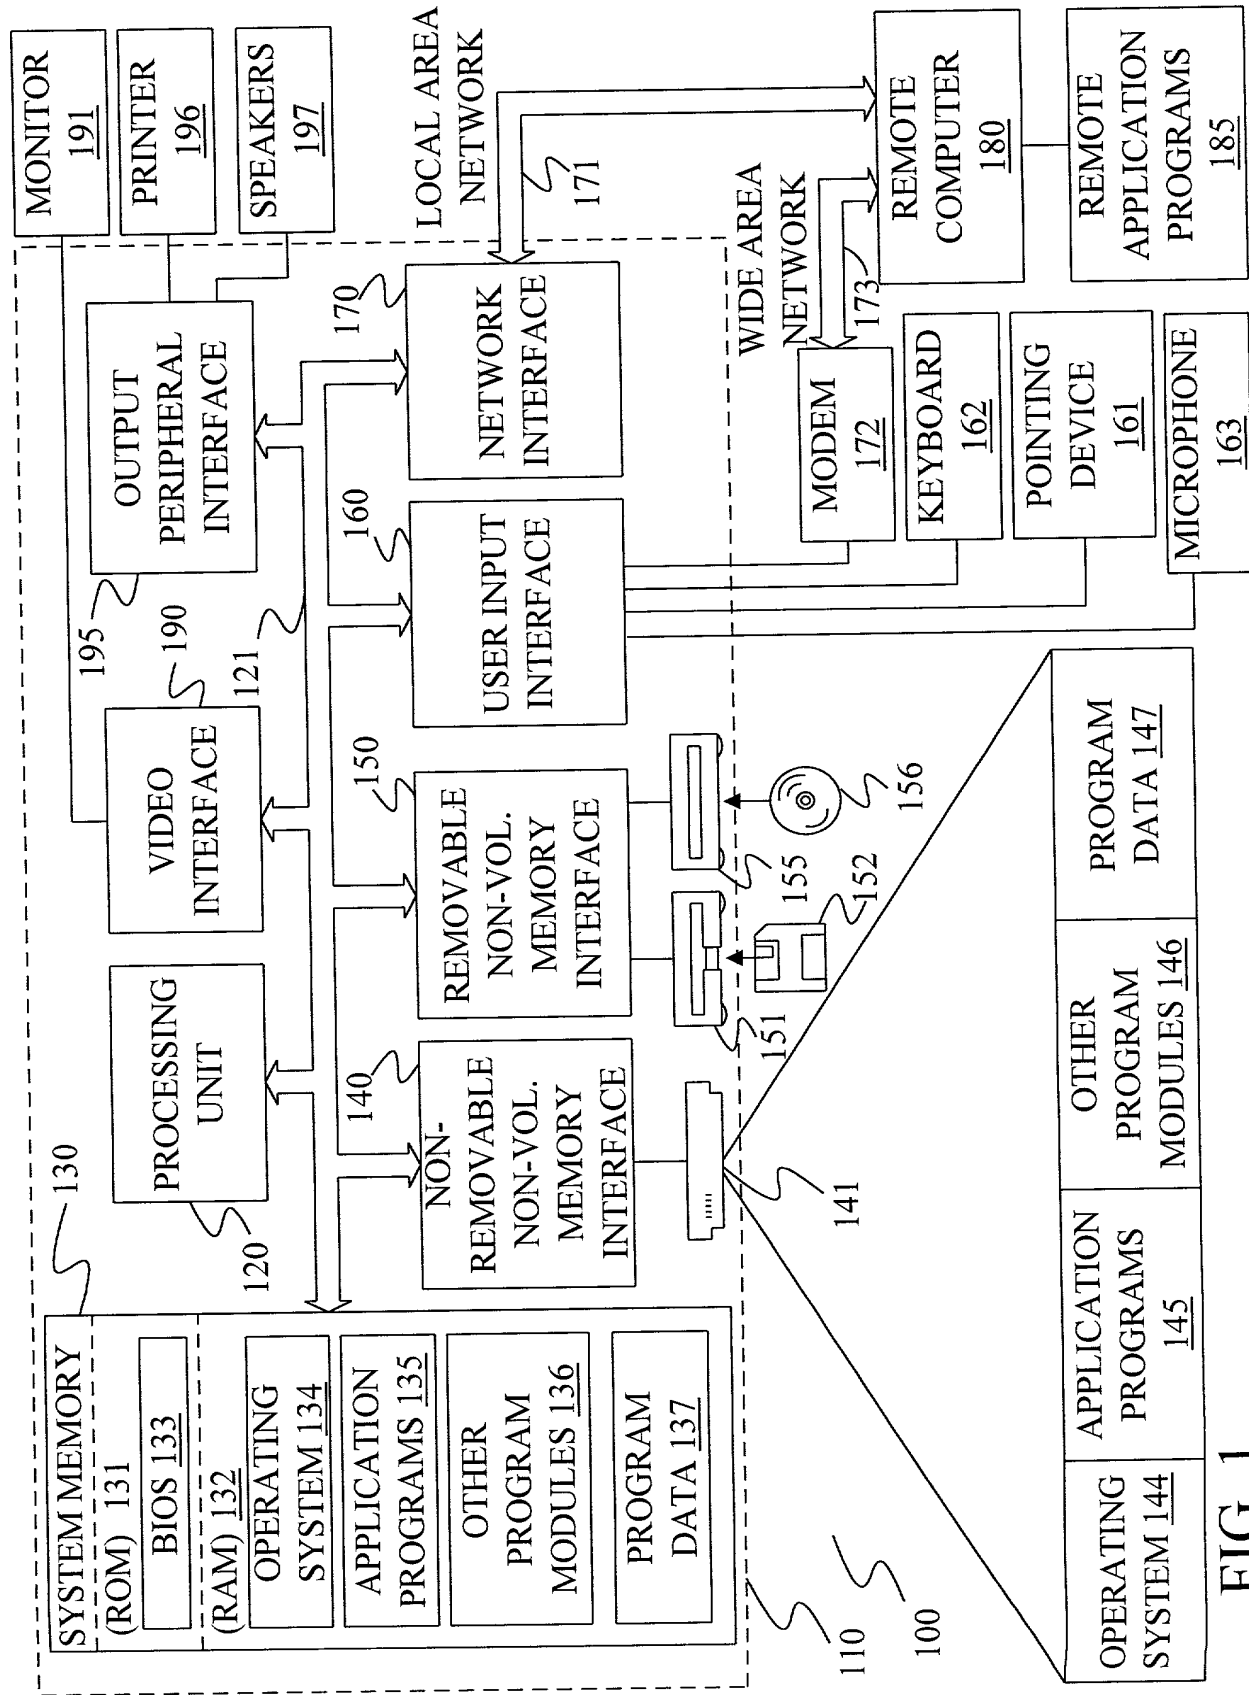 SYSTEM MEMORY
(ROM) 131
BIOS 133
(RAM) 132
OPERATING
SYSTEM 134
APPLICATION
PROGRAMS 135
OTHER
PROGRAM
MODULES 136
PROGRAM
DATA 137
130
PROCESSING
UNIT
120
VIDEO
INTERFACE
190
121
OUTPUT
PERIPHERAL
INTERFACE
195
MONITOR
191
PRINTER
196
SPEAKERS
197
NON-
REMOVABLE
NON-VOL.
MEMORY
INTERFACE
140
REMOVABLE
NON-VOL.
MEMORY
INTERFACE
150
USER INPUT
INTERFACE
160
NETWORK
INTERFACE
170
LOCAL AREA
NETWORK
171
141
151
152
155
156
WIDE AREA
NETWORK
173
MODEM
172
KEYBOARD
162
POINTING
DEVICE
161
MICROPHONE
163
REMOTE
COMPUTER
180
REMOTE
APPLICATION
PROGRAMS
185
110
100
OPERATING
SYSTEM 144
APPLICATION
PROGRAMS
145
OTHER
PROGRAM
MODULES 146
PROGRAM
DATA 147
FIG. 1